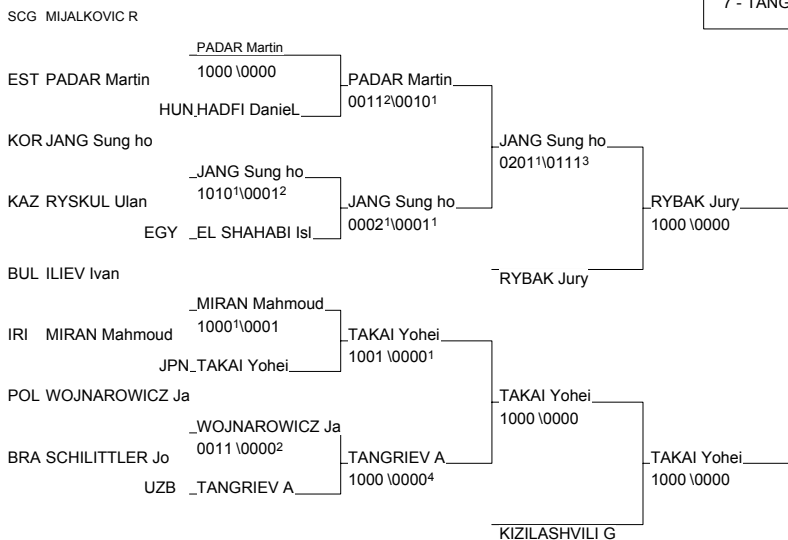 7 - TANG
SCG MIJALKOVIC R
PADAR Martin
1000 \0000
EST PADAR Martin
PADAR Martin
0011²\0010¹
HUN HADFI DanieL
KOR JANG Sung ho
JANG Sung ho
0201¹\0111³
JANG Sung ho
1010¹\0001²
KAZ RYSKUL Ulan
JANG Sung ho
0002¹\0001¹
RYBAK Jury
1000 \0000
EGY EL SHAHABI Isl
BUL ILIEV Ivan
RYBAK Jury
MIRAN Mahmoud
1000¹\0001
IRI MIRAN Mahmoud
TAKAI Yohei
1001 \0000¹
JPN TAKAI Yohei
POL WOJNAROWICZ Ja
TAKAI Yohei
1000 \0000
WOJNAROWICZ Ja
0011 \0000²
BRA SCHILITTLER Jo
TANGRIEV A
1000 \0000⁴
TAKAI Yohei
1000 \0000
UZB TANGRIEV A
KIZILASHVILI G